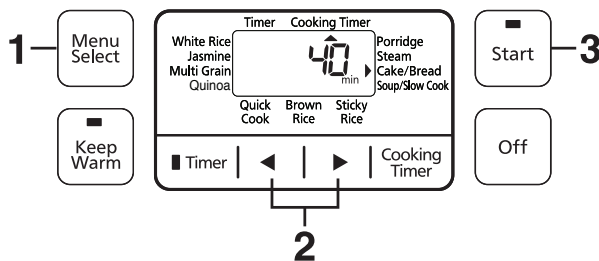 Timer Cooking Timer
1
Menu
Select
White Rice
Jasmine
Multi Grain
Quinoa
40
min
Porridge
Steam
Cake/Bread
Soup/Slow Cook
Quick
Cook
Brown
Rice
Sticky
Rice
Start
3
Keep
Warm
Timer
Cooking
Timer
Off
2